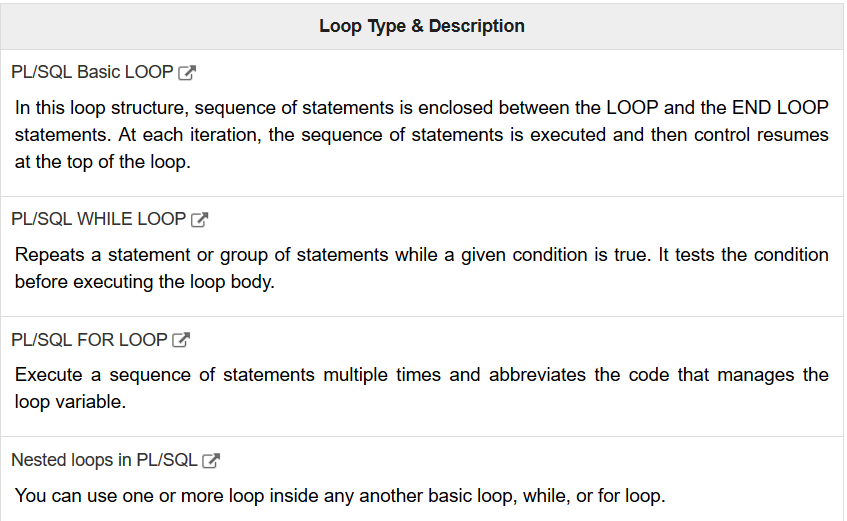 Loop Type & Description
PL/SQL Basic LOOP
In this loop structure, sequence of statements is enclosed between the LOOP and the END LOOP
statements. At each iteration, the sequence of statements is executed and then control resumes
at the top of the loop.
PL/SQL WHILE LOOP
Repeats a statement or group of statements while a given condition is true. It tests the condition
before executing the loop body.
PL/SQL FOR LOOP
Execute a sequence of statements multiple times and abbreviates the code that manages the
loop variable.
Nested loops in PL/SQL
You can use one or more loop inside any another basic loop, while, or for loop.